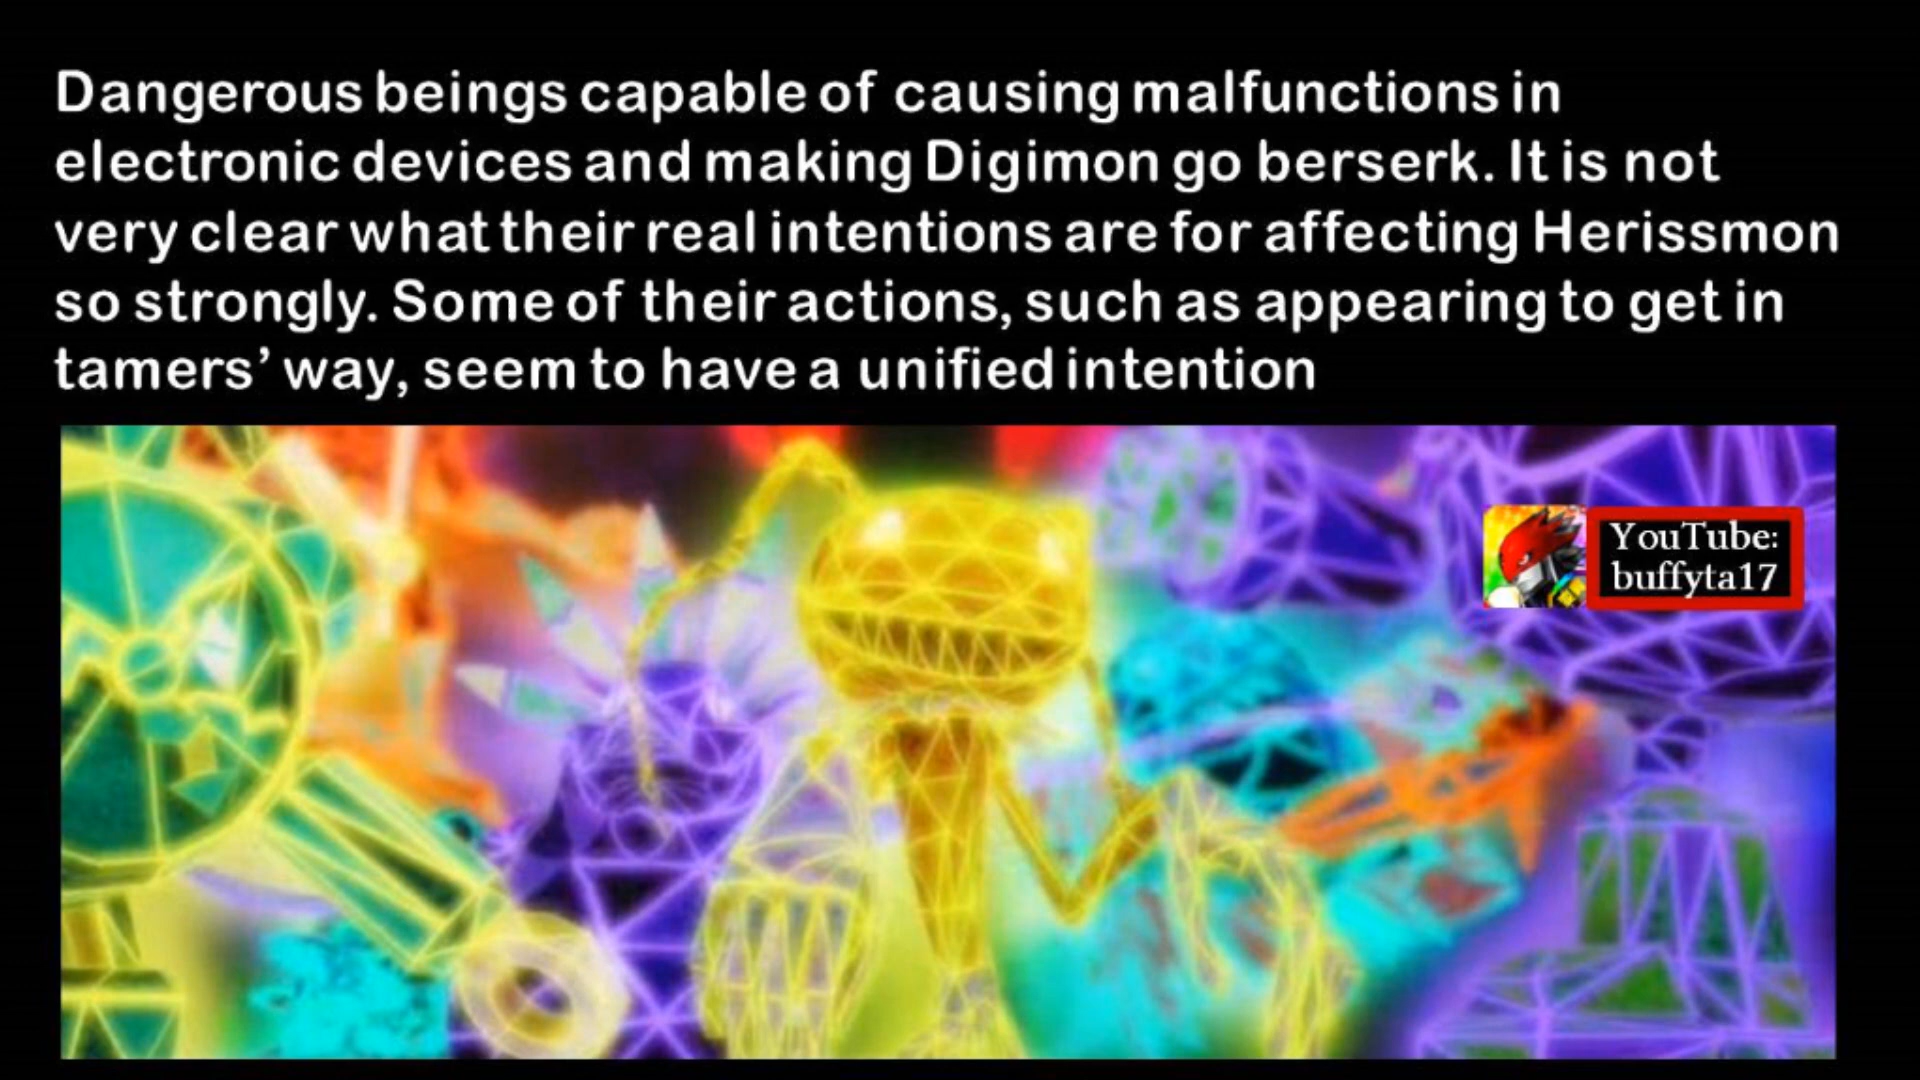 Dangerous beings capable of causing malfunctions in
electronic devices and making Digimon go berserk. It is not
very clear what their real intentions are for affecting Herissmon
so strongly. Some of their actions, such as appearing to get in
tamers’ way, seem to have a unified intention
YouTube:
buffyta17